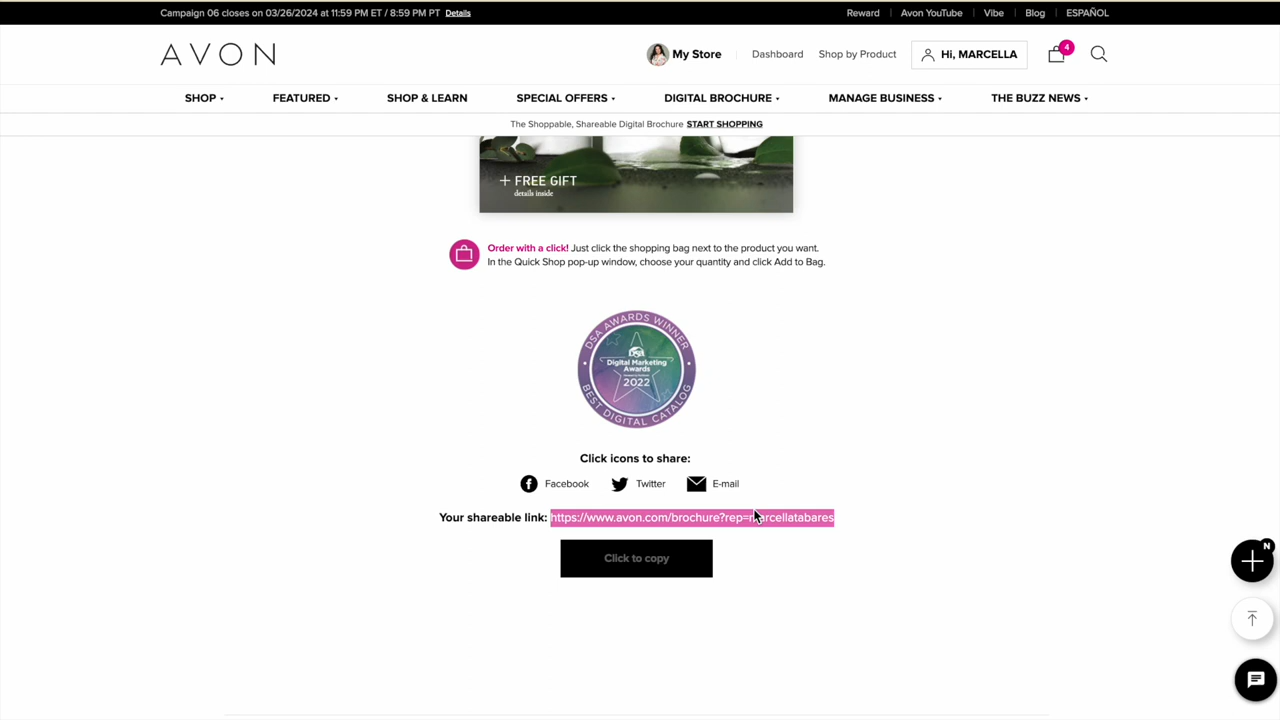 Campaign 06 closes on 03/26/2024 at 11:59 PM ET / 8:59 PM PT Details
Reward Avon YouTube Vibe Blog ESPAÑOL
AVON
My Store Dashboard Shop by Product Hi, MARCELLA 4
SHOP FEATURED SHOP & LEARN SPECIAL OFFERS DIGITAL BROCHURE MANAGE BUSINESS THE BUZZ NEWS
The Shoppable, Shareable Digital Brochure START SHOPPING
+ FREE GIFT
details inside
Order with a click! Just click the shopping bag next to the product you want.
In the Quick Shop pop-up window, choose your quantity and click Add to Bag.
DSA AWARDS WINNER
DSA
Digital Marketing
Awards
2022
BEST DIGITAL CATALOG
Click icons to share:
Facebook Twitter E-mail
Your shareable link: https://www.avon.com/brochure?rep=marcellatabares
Click to copy
N